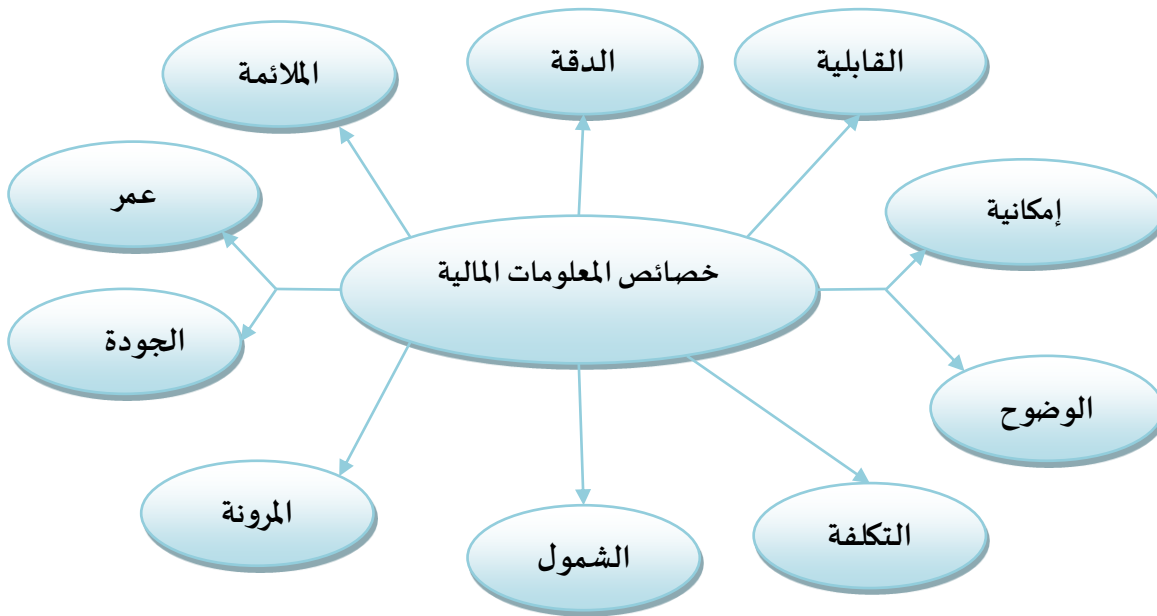 القابلية
الدقة
الملائمة
إمكانية
عمر
خصائص المعلومات المالية
الجودة
الوضوح
المرونة
التكلفة
الشمول